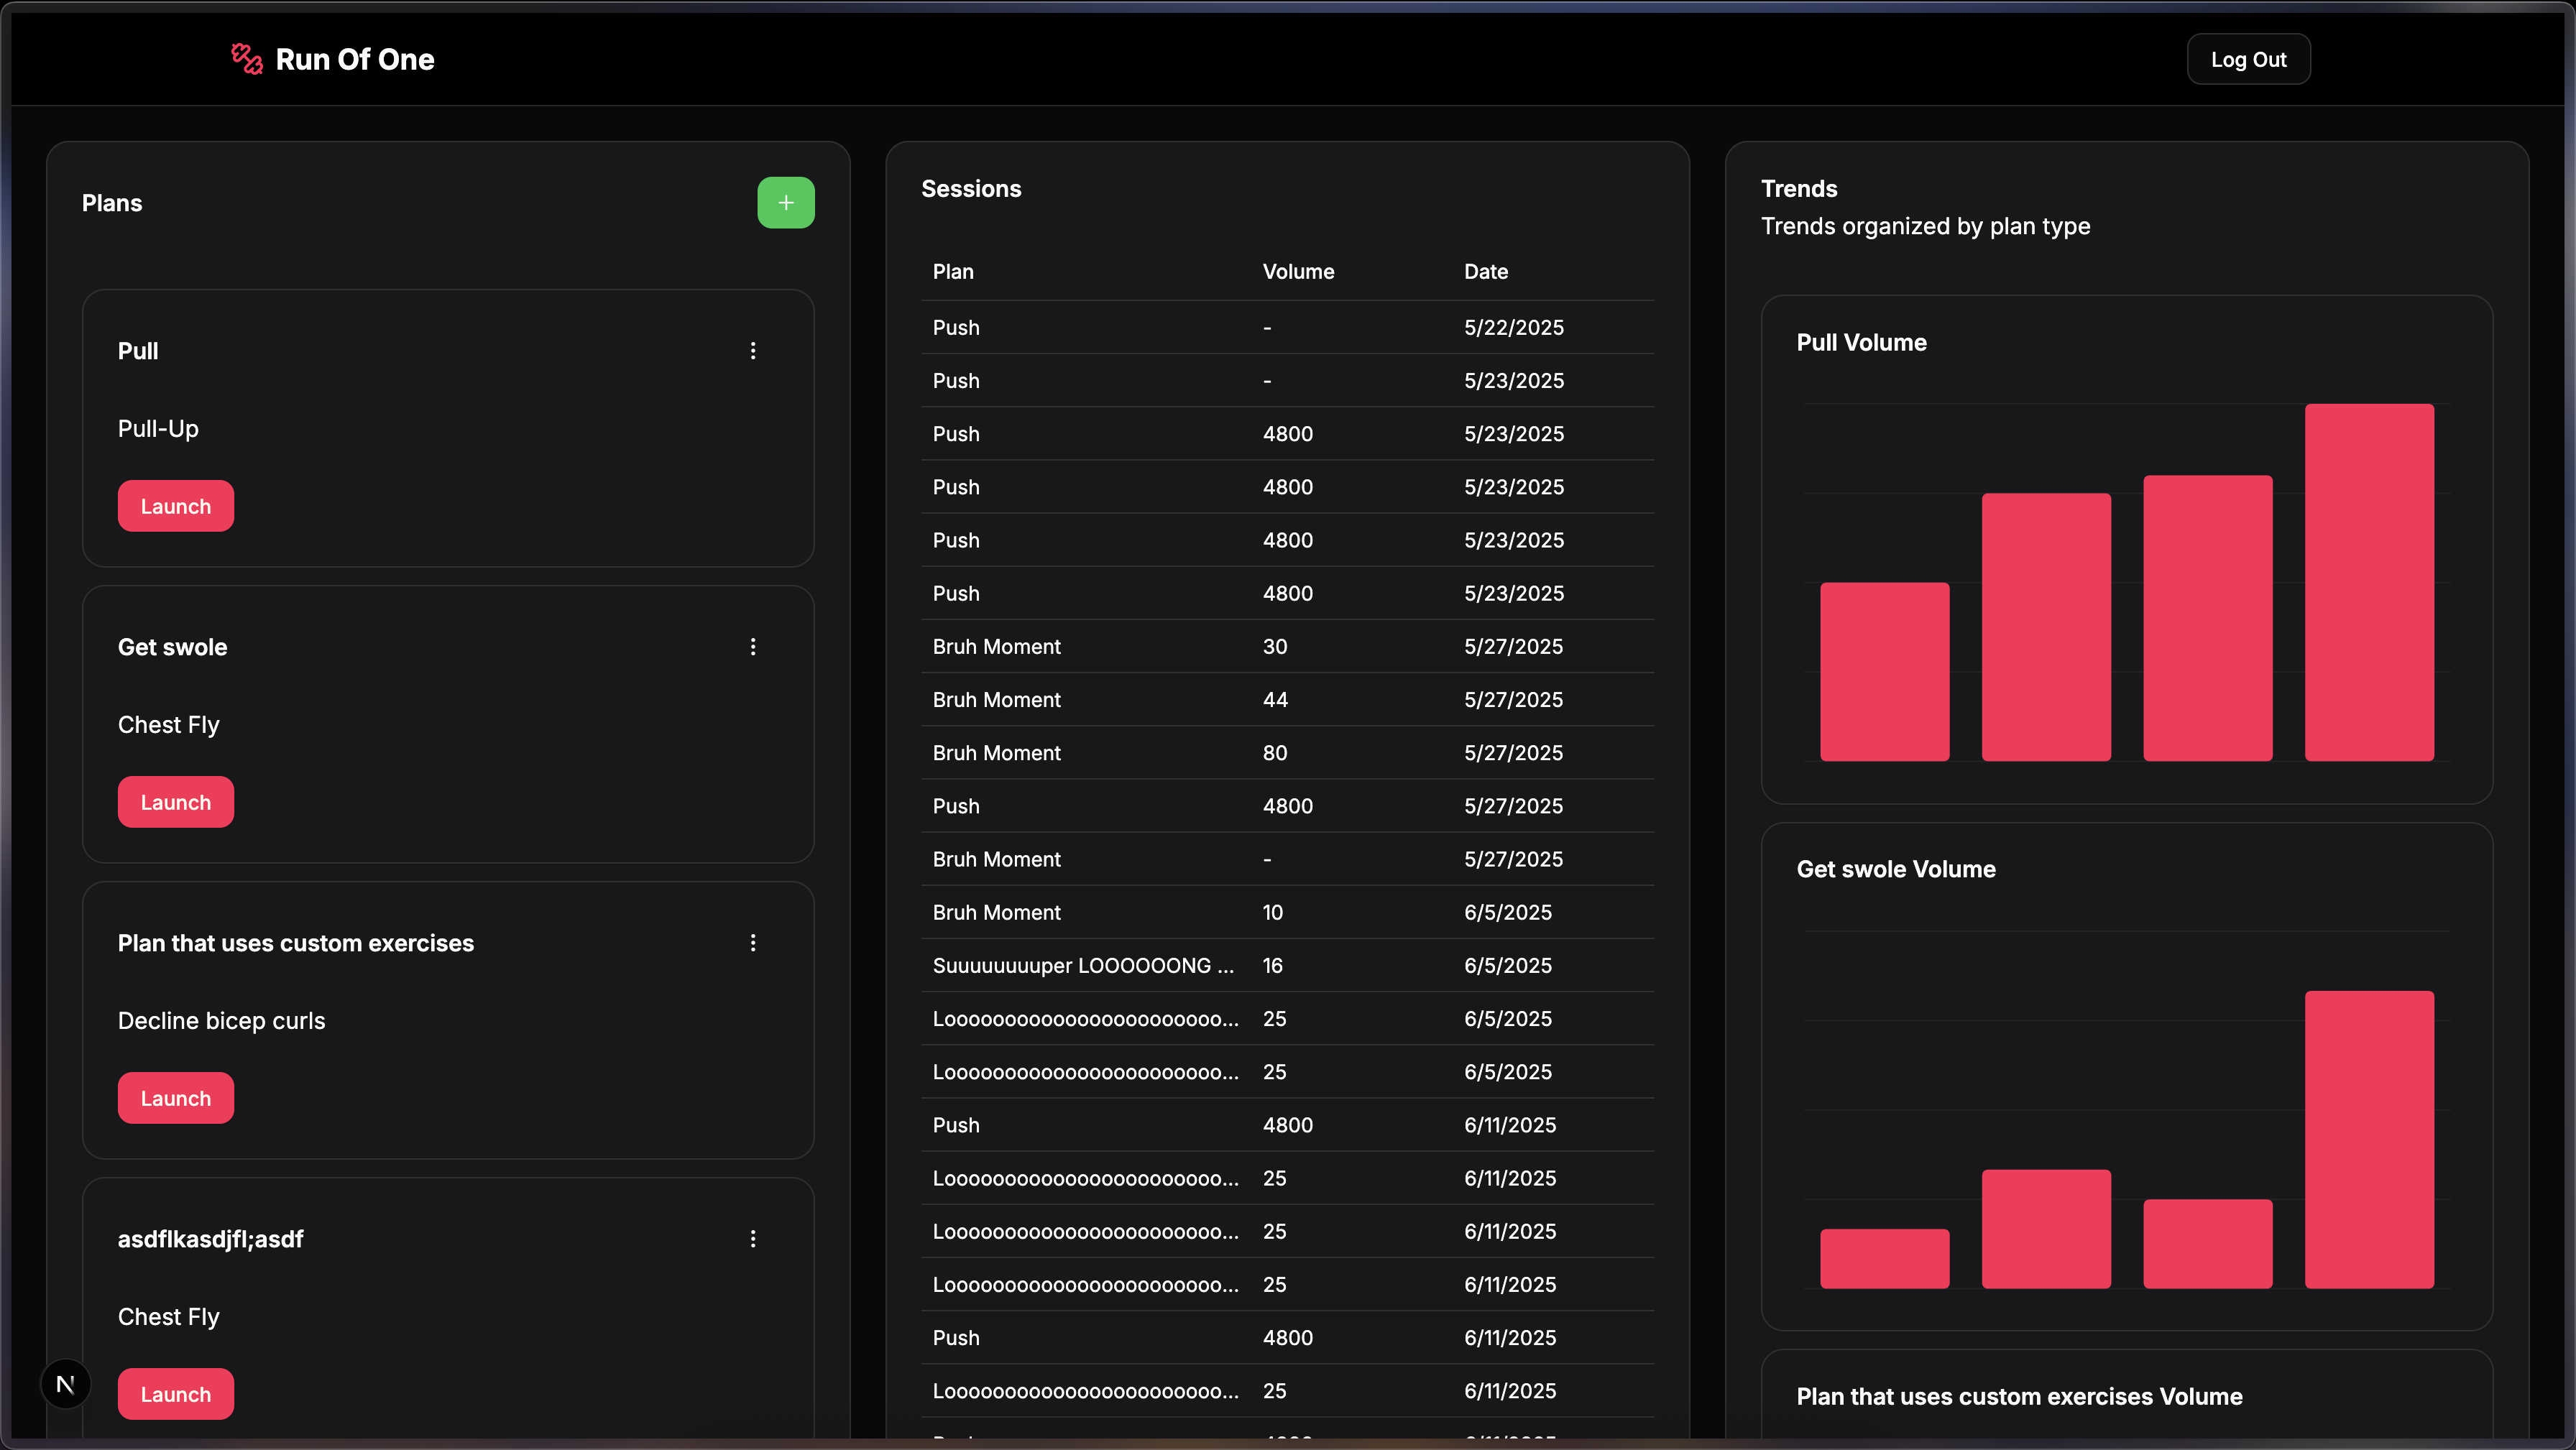 Run Of One
Log Out
Plans
+
Pull
Pull-Up
Launch
Get swole
Chest Fly
Launch
Plan that uses custom exercises
Decline bicep curls
Launch
asdflkasdjfl;asdf
Chest Fly
Launch
N
Sessions
Plan Volume Date
Push - 5/22/2025
Push - 5/23/2025
Push 4800 5/23/2025
Push 4800 5/23/2025
Push 4800 5/23/2025
Push 4800 5/23/2025
Bruh Moment 30 5/27/2025
Bruh Moment 44 5/27/2025
Bruh Moment 80 5/27/2025
Push 4800 5/27/2025
Bruh Moment - 5/27/2025
Bruh Moment 10 6/5/2025
Suuuuuuuuper LOOOOOONG ... 16 6/5/2025
Looooooooooooooooooooooo... 25 6/5/2025
Looooooooooooooooooooooo... 25 6/5/2025
Push 4800 6/11/2025
Looooooooooooooooooooooo... 25 6/11/2025
Looooooooooooooooooooooo... 25 6/11/2025
Looooooooooooooooooooooo... 25 6/11/2025
Push 4800 6/11/2025
Looooooooooooooooooooooo... 25 6/11/2025
Trends
Trends organized by plan type
Pull Volume
Get swole Volume
Plan that uses custom exercises Volume